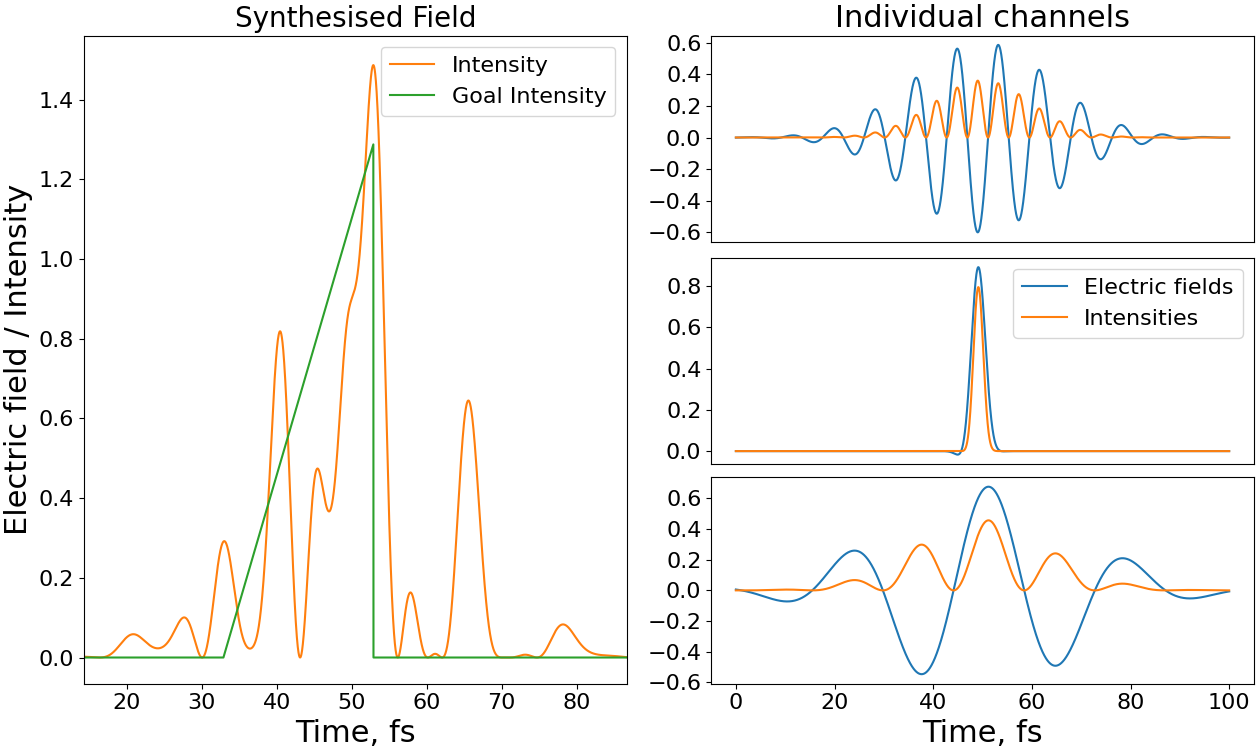 Synthesised Field
Electric field / Intensity
1.4
1.2
1.0
0.8
0.6
0.4
0.2
0.0
Intensity
Goal Intensity
20 30 40 50 60 70 80
Time, fs
Individual channels
0.6
0.4
0.2
0.0
−0.2
−0.4
−0.6
0.8
0.6
0.4
0.2
0.0
Electric fields
Intensities
0.6
0.4
0.2
0.0
−0.2
−0.4
−0.6
0 20 40 60 80 100
Time, fs